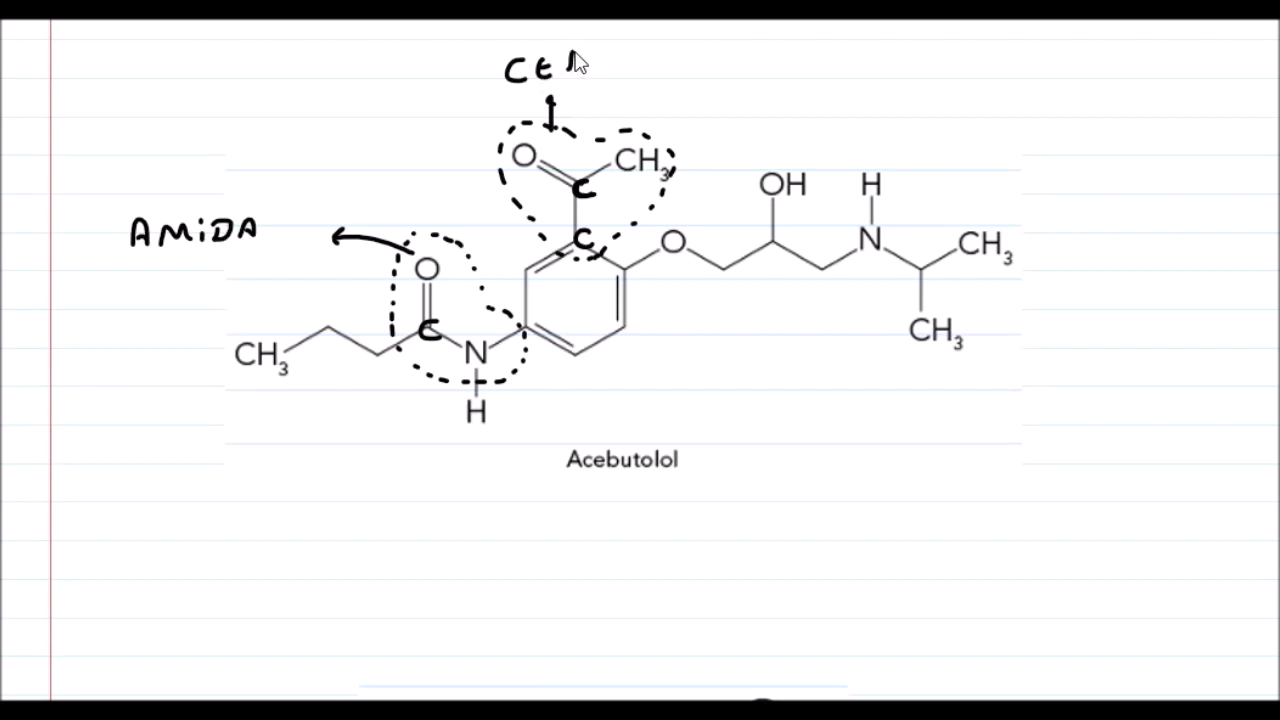 CEt
O CH₃
OH H
C
AMiDA
C O N CH₃
O
C
CH₃ N CH₃
H
Acebutolol